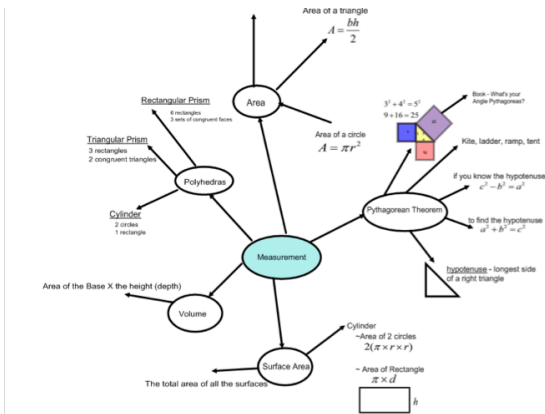 Area of a triangle
A = bh/2
Area
Area of a circle
A = πr²
Rectangular Prism
6 rectangles
3 sets of congruent faces
Triangular Prism
3 rectangles
2 congruent triangles
Polyhedras
Cylinder
2 circles
1 rectangle
3² + 4² = 5²
9 + 16 = 25
Book - What's your
Angle Pythagoreas?
Kite, ladder, ramp, tent
if you know the hypotenuse
c² − b² = a²
Pythagorean Theorem
to find the hypotenuse
a² + b² = c²
hypotenuse - longest side
of a right triangle
Measurement
Area of the Base X the height (depth)
Volume
Surface Area
The total area of all the surfaces
Cylinder
~Area of 2 circles
2(π × r × r)
~ Area of Rectangle
π × d
h